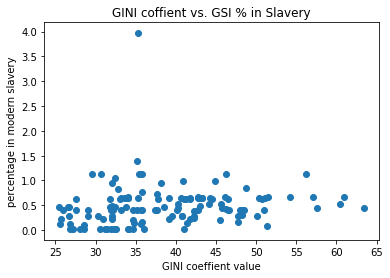 GINI coffient vs. GSI % in Slavery
percentage in modern slavery
4.0
3.5
3.0
2.5
2.0
1.5
1.0
0.5
0.0
25 30 35 40 45 50 55 60 65
GINI coeffient value